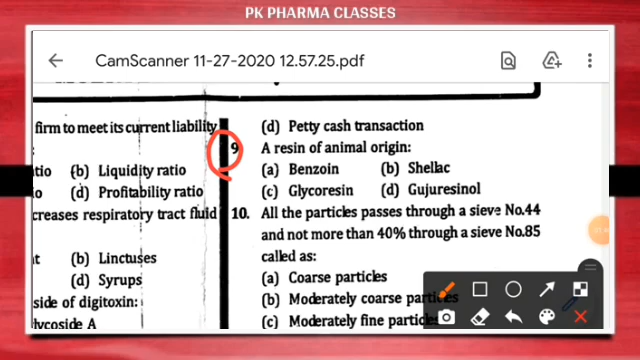 PK PHARMA CLASSES
CamScanner 11-27-2020 12.57.25.pdf
firm to meet its current liability
:
tio (b) Liquidity ratio
io (d) Profitability ratio
creases respiratory tract fluid
t (b) Linctuses
(d) Syrups
side of digitoxin:
lycoside A
(d) Petty cash transaction
9 A resin of animal origin:
(a) Benzoin (b) Shellac
(c) Glycoresin (d) Gujuresinol
10. All the particles passes through a sieve No.44
and not more than 40% through a sieve No.85
called as:
(a) Coarse particles
(b) Moderately coarse particles
(c) Moderately fine particles